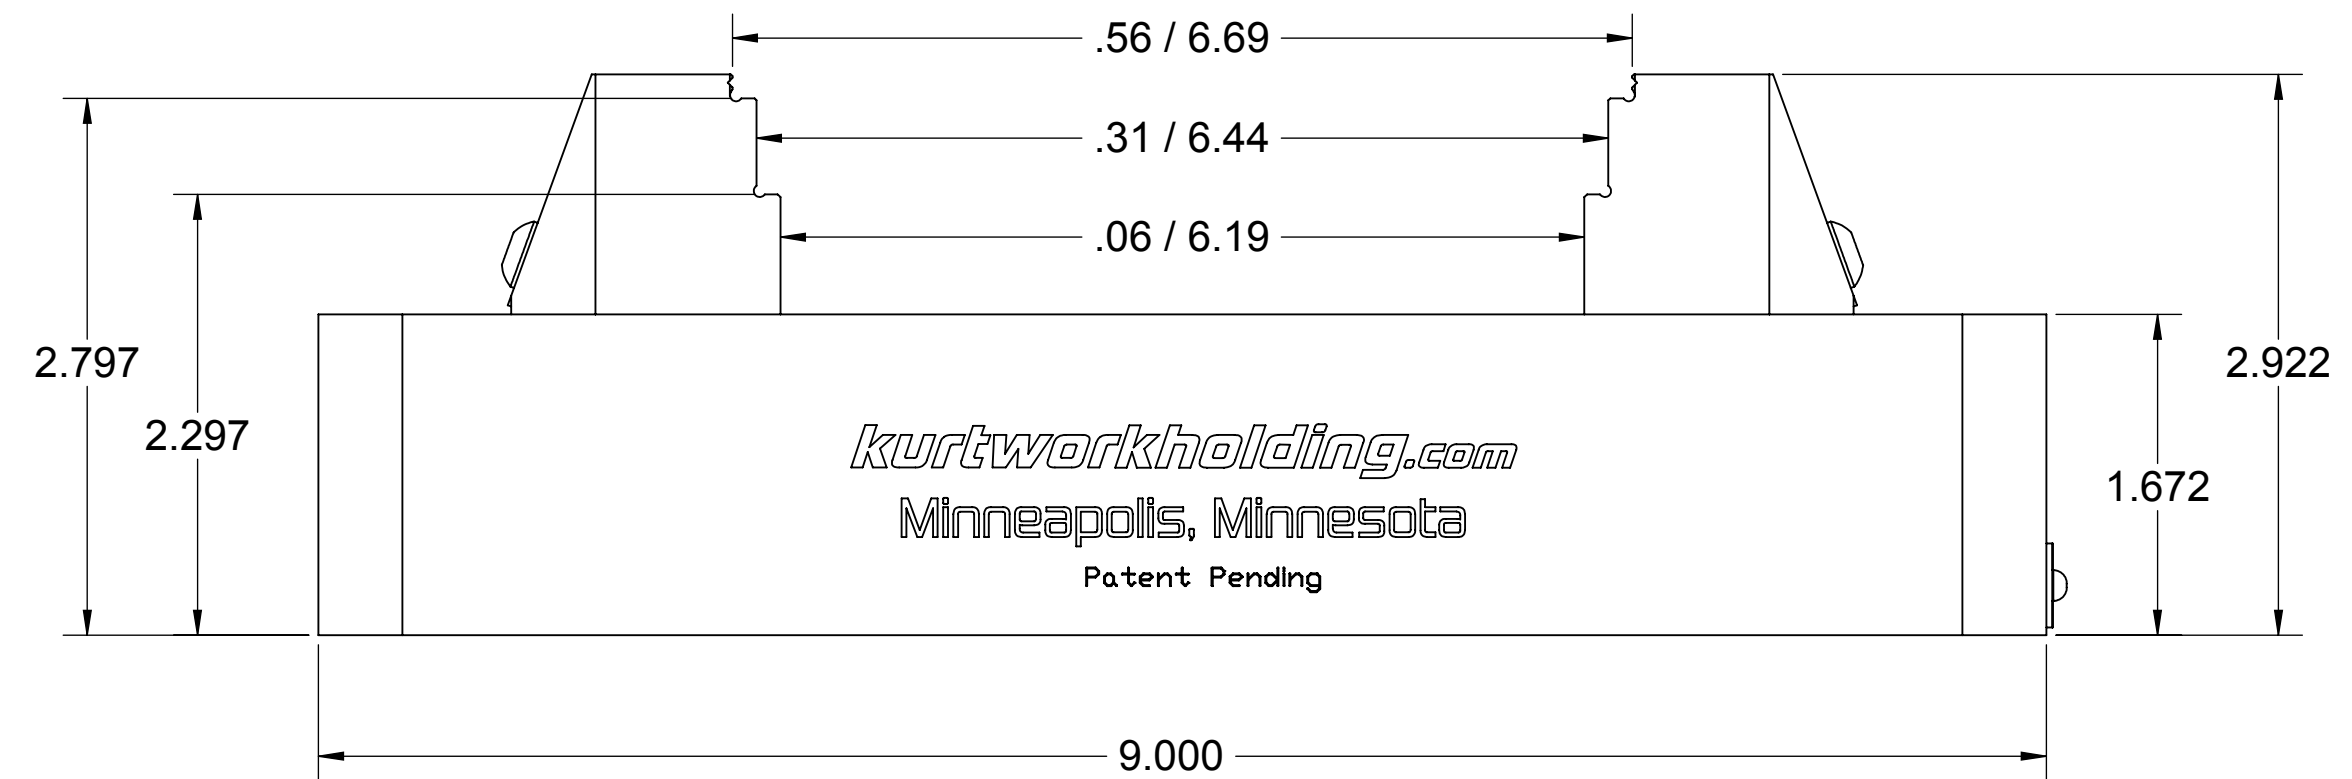 .56 / 6.69
.31 / 6.44
.06 / 6.19
2.797
2.922
2.297
1.672
kurtworkholding.com
Minneapolis, Minnesota
Patent Pending
9.000